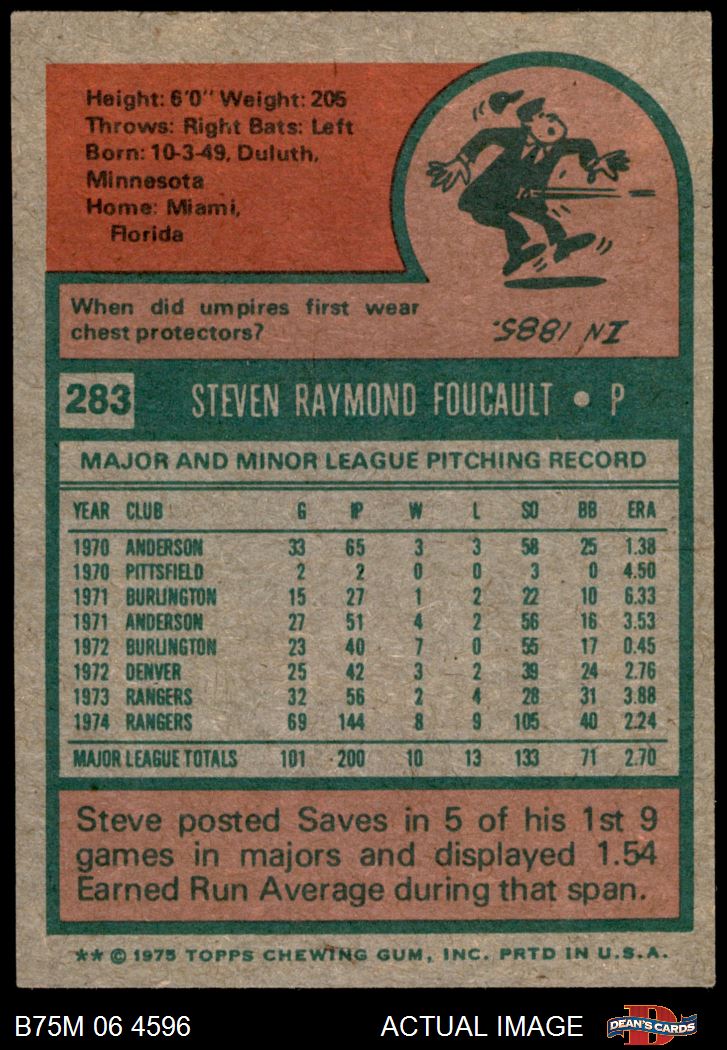 Height: 6'0" Weight: 205
Throws: Right Bats: Left
Born: 10-3-49, Duluth,
Minnesota
Home: Miami,
Florida
When did umpires first wear
chest protectors?
IN 1885.
283 STEVEN RAYMOND FOUCAULT • P
MAJOR AND MINOR LEAGUE PITCHING RECORD
YEAR CLUB G IP W L SO BB ERA
1970 ANDERSON 33 65 3 3 58 25 1.38
1970 PITTSFIELD 2 2 0 0 3 0 4.50
1971 BURLINGTON 15 27 1 2 22 10 6.33
1971 ANDERSON 27 51 4 2 56 16 3.53
1972 BURLINGTON 23 40 7 0 55 17 0.45
1972 DENVER 25 42 3 2 39 24 2.76
1973 RANGERS 32 56 2 4 28 31 3.88
1974 RANGERS 69 144 8 9 105 40 2.24
MAJOR LEAGUE TOTALS 101 200 10 13 133 71 2.70
Steve posted Saves in 5 of his 1st 9
games in majors and displayed 1.54
Earned Run Average during that span.
** © 1975 TOPPS CHEWING GUM, INC. PRTD IN U.S.A.
B75M 06 4596 ACTUAL IMAGE DEAN'S CARDS